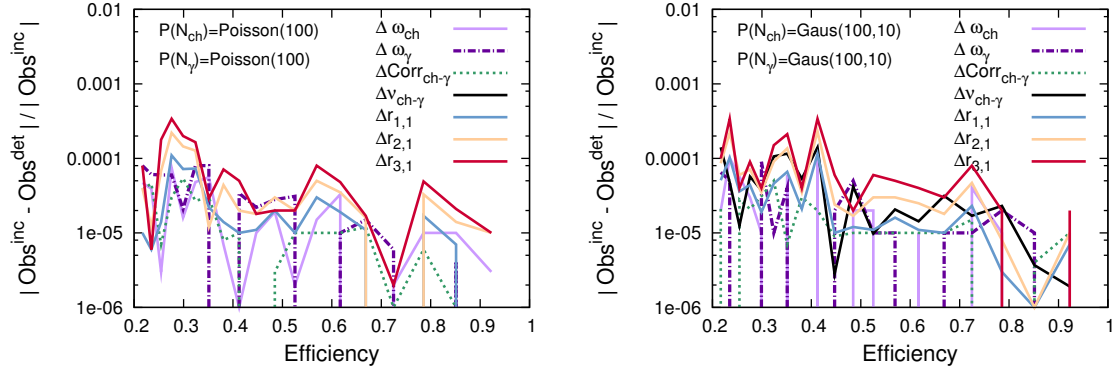 | Obs^inc - Obs^det | / | Obs^inc |
0.01
0.001
0.0001
1e-05
1e-06
P(N_ch)=Poisson(100)
P(N_γ)=Poisson(100)
Δ ω_ch
Δ ω_γ
ΔCorr_ch-γ
Δν_ch-γ
Δr_1,1
Δr_2,1
Δr_3,1
0.2 0.3 0.4 0.5 0.6 0.7 0.8 0.9 1
Efficiency
| Obs^inc - Obs^det | / | Obs^inc |
0.01
0.001
0.0001
1e-05
1e-06
P(N_ch)=Gaus(100,10)
P(N_γ)=Gaus(100,10)
Δ ω_ch
Δ ω_γ
ΔCorr_ch-γ
Δν_ch-γ
Δr_1,1
Δr_2,1
Δr_3,1
0.2 0.3 0.4 0.5 0.6 0.7 0.8 0.9 1
Efficiency